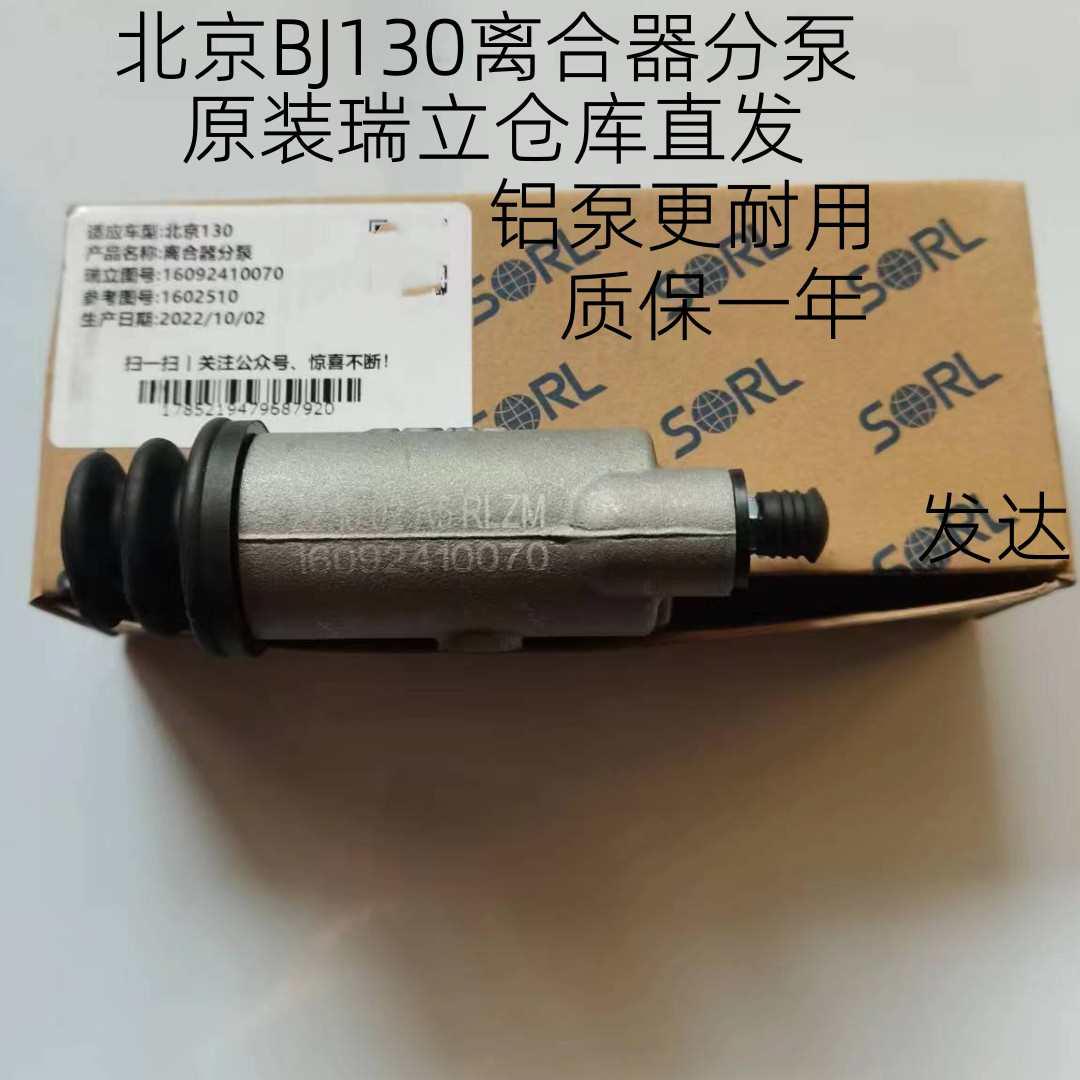 北京BJ130离合器分泵
原装瑞立仓库直发
铝泵更耐用
质保一年
适应车型:北京130
产品名称:离合器分泵
瑞立图号:16092410070
参考图号:1602510
生产日期:2022/10/02
扫一扫 | 关注公众号、惊喜不断!
1785219479687920
SORL
SORL
SORL
SORL
SORL
SORL
RLZM
16092410070
发达